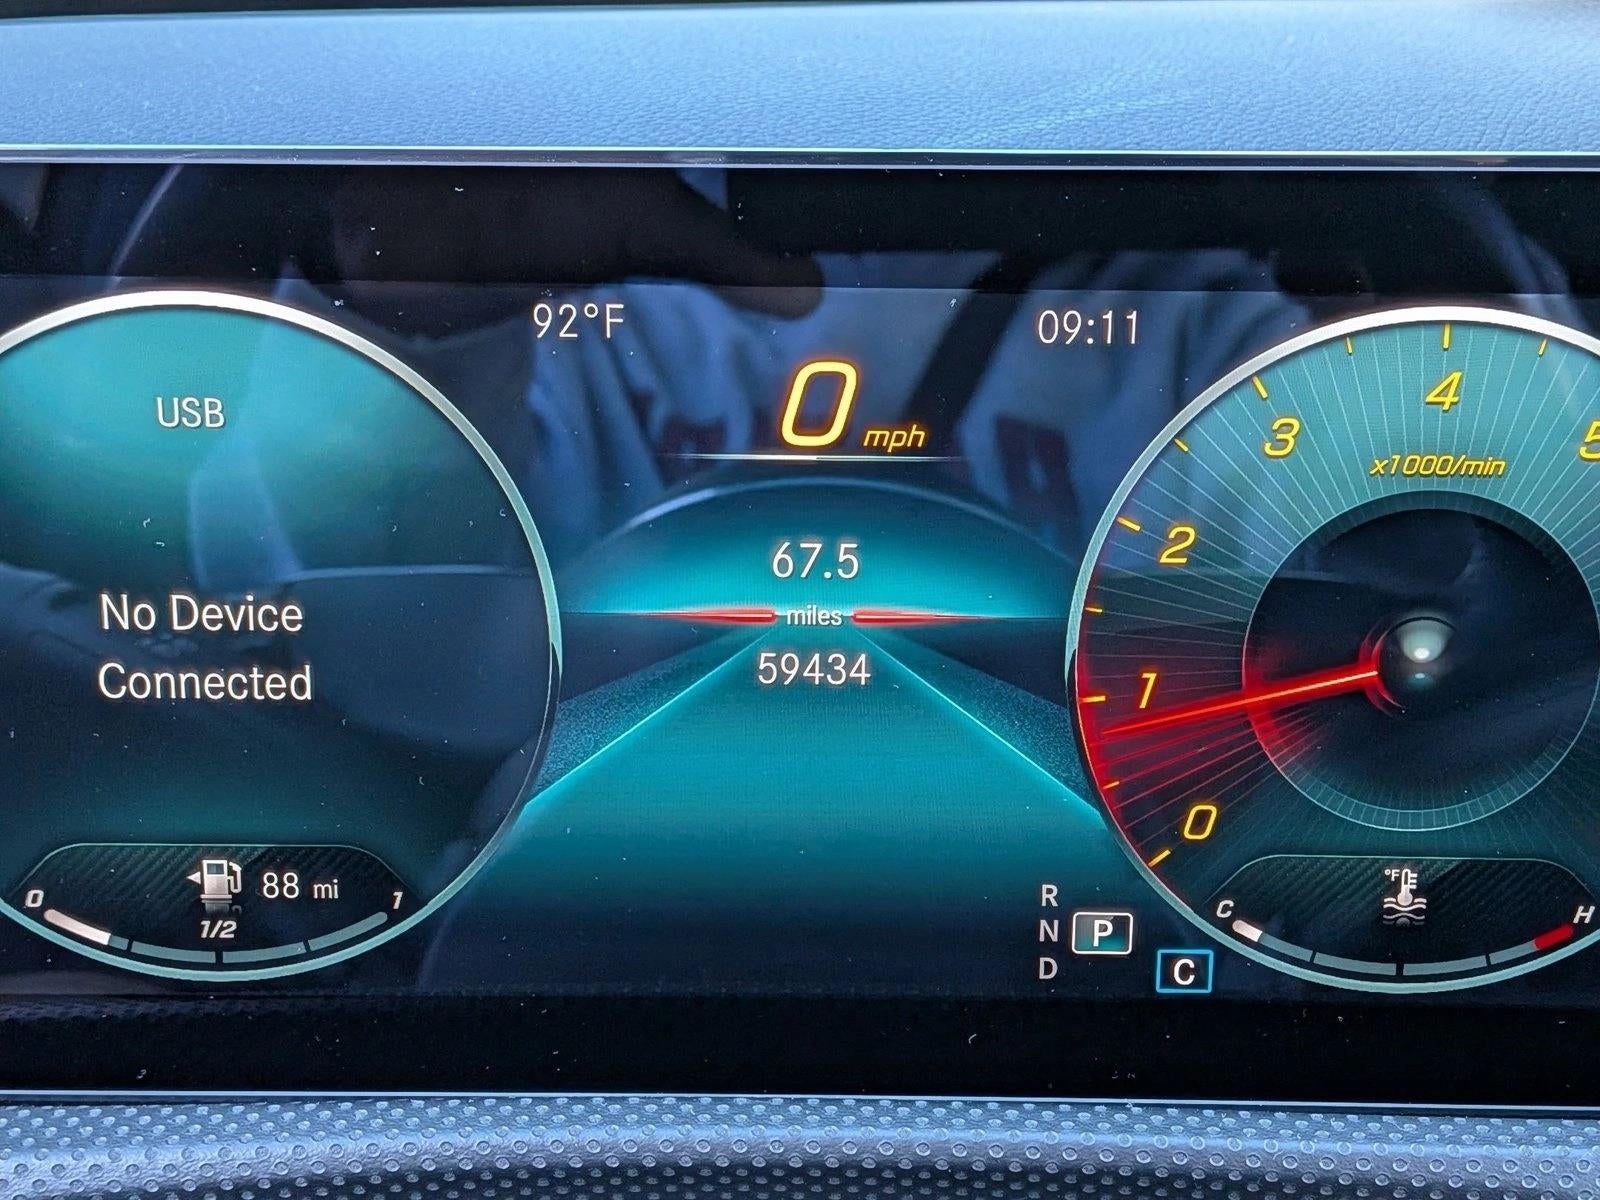 92°F
09:11
0 mph
USB
No Device
Connected
67.5
miles
59434
0
1/2
1
88 mi
0
1
2
3
4
5
x1000/min
R
N
D
P
C
°F
C
H